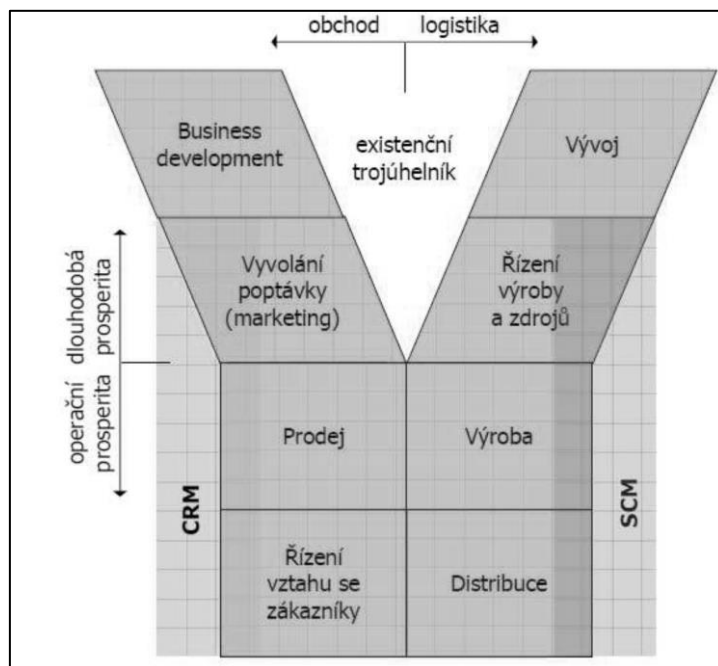 obchod logistika
Business
development
existenční
trojúhelník
Vývoj
dlouhodobá
prosperita
Vyvolání
poptávky
(marketing)
Řízení
výroby
a zdrojů
operační
prosperita
Prodej
Výroba
CRM
SCM
Řízení
vztahu se
zákazníky
Distribuce